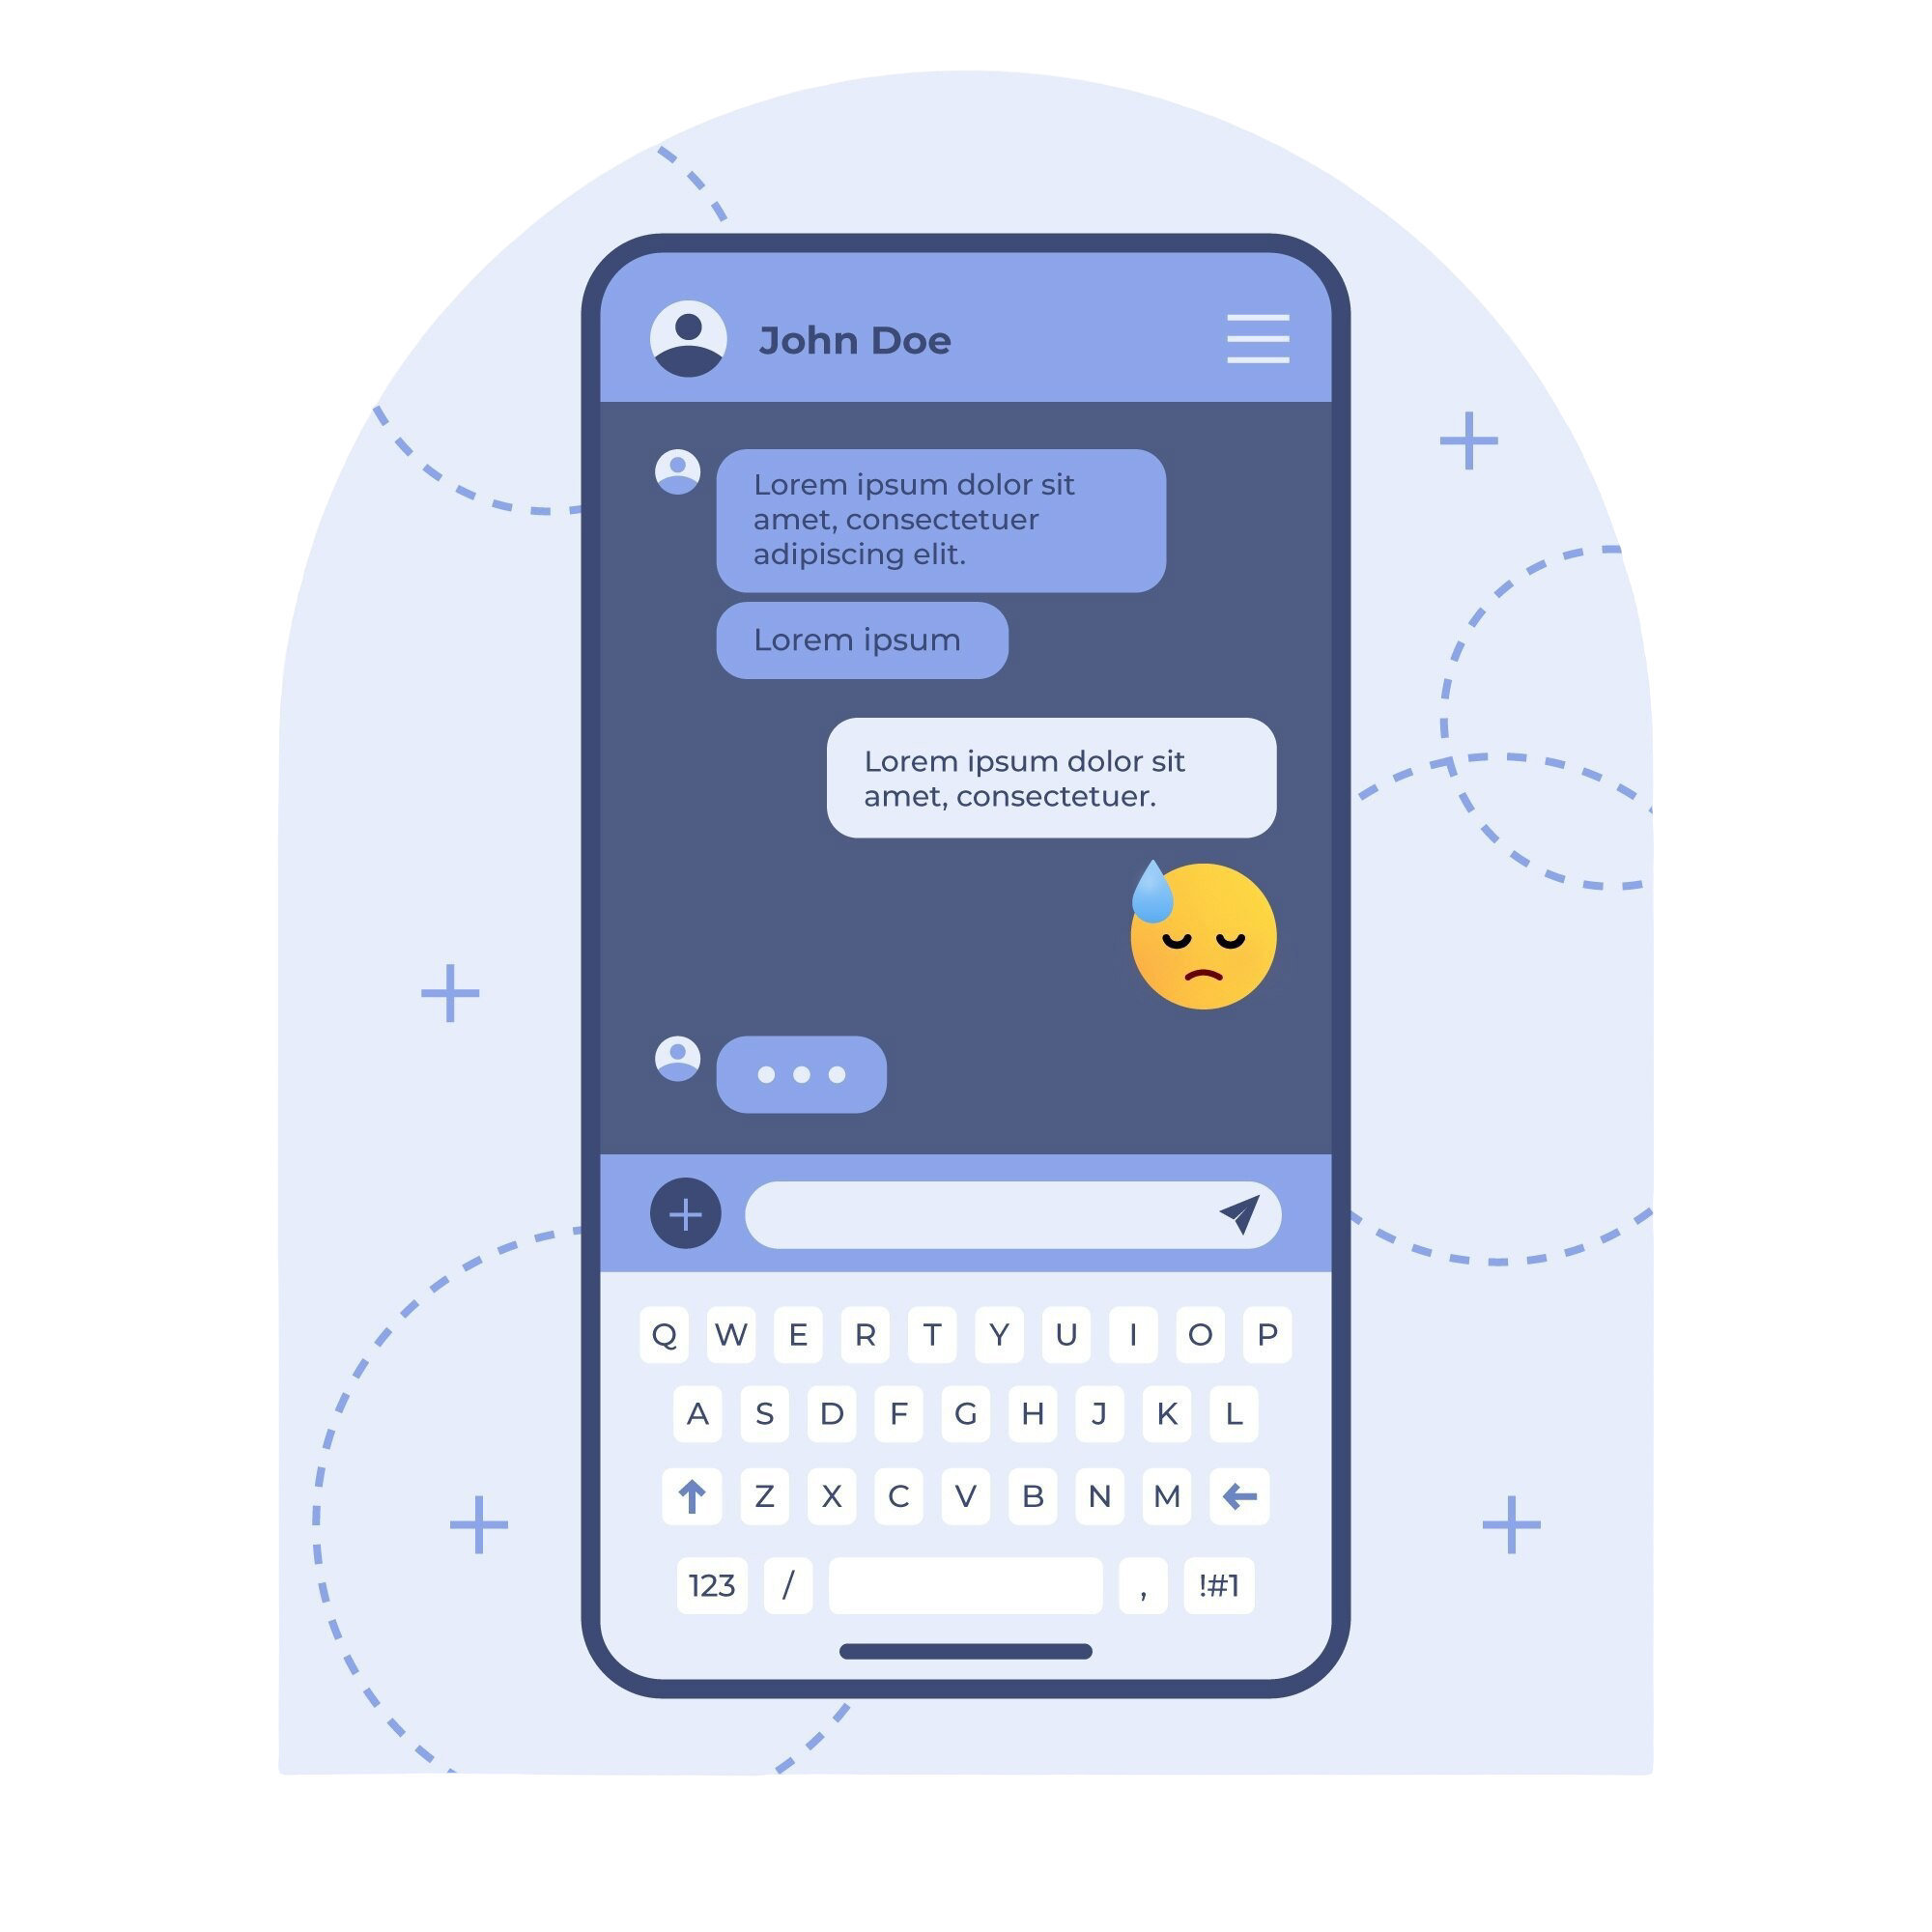 John Doe
Lorem ipsum dolor sit
amet, consectetuer
adipiscing elit.
Lorem ipsum
Lorem ipsum dolor sit
amet, consectetuer.
Q W E R T Y U I O P
A S D F G H J K L
Z X C V B N M
123 / , !#1